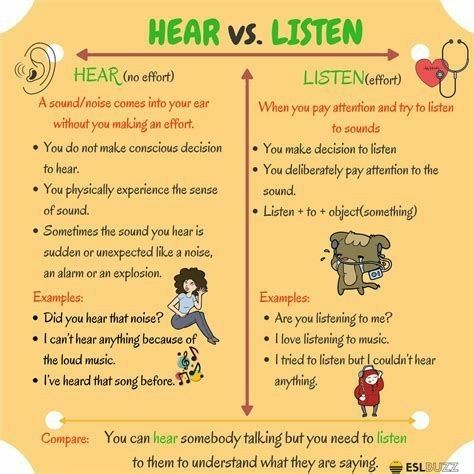 HEAR vs. LISTEN
HEAR (no effort)
A sound/noise comes into your ear
without you making an effort.
• You do not make conscious decision
to hear.
• You physically experience the sense
of sound.
• Sometimes the sound you hear is
sudden or unexpected like a noise,
an alarm or an explosion.
Examples:
• Did you hear that noise?
• I can't hear anything because of
the loud music.
• I've heard that song before.
LISTEN(effort)
When you pay attention and try to listen
to sounds
• You make decision to listen
• You deliberately pay attention to the
sound.
• Listen + to + object(something)
Examples:
• Are you listening to me?
• I love listening to music.
• I tried to listen but I couldn't hear
anything.
Compare: You can hear somebody talking but you need to listen
to them to understand what they are saying.
ESLBUZZ